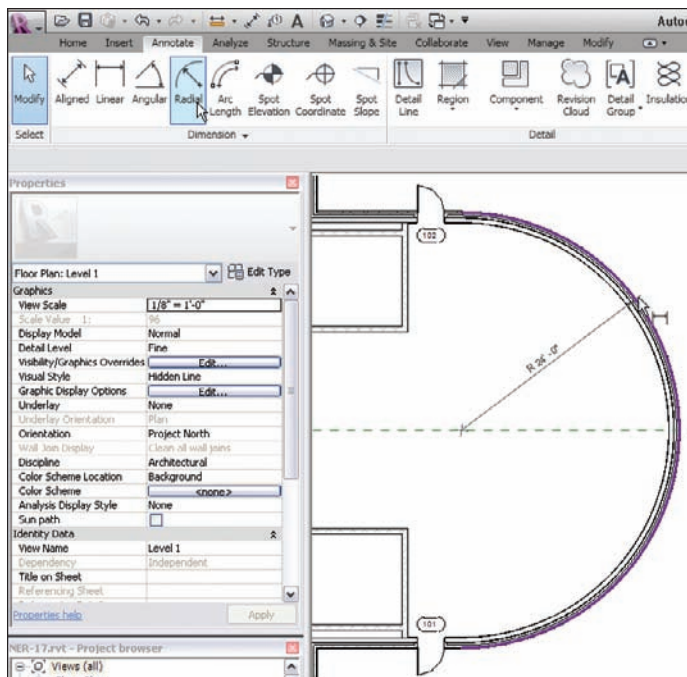 Autod
Home Insert Annotate Analyze Structure Massing & Site Collaborate View Manage Modify
Modify Aligned Linear Angular Radial Arc Length Spot Elevation Spot Coordinate Spot Slope Detail Line Region Component Revision Cloud Detail Group Insulation
Select Dimension Detail
Properties
Floor Plan: Level 1 Edit Type
Graphics
View Scale 1/8" = 1'-0"
Scale Value 1: 96
Display Model Normal
Detail Level Fine
Visibility/Graphics Overrides Edit...
Visual Style Hidden Line
Graphic Display Options Edit...
Underlay None
Underlay Orientation Plan
Orientation Project North
Wall Join Display Clean all wall joins
Discipline Architectural
Color Scheme Location Background
Color Scheme <none>
Analysis Display Style None
Sun path
Identity Data
View Name Level 1
Dependency Independent
Title on Sheet
Referencing Sheet
Properties help Apply
NER-17.rvt - Project browser
Views (all)
102
R 24' -0"
101